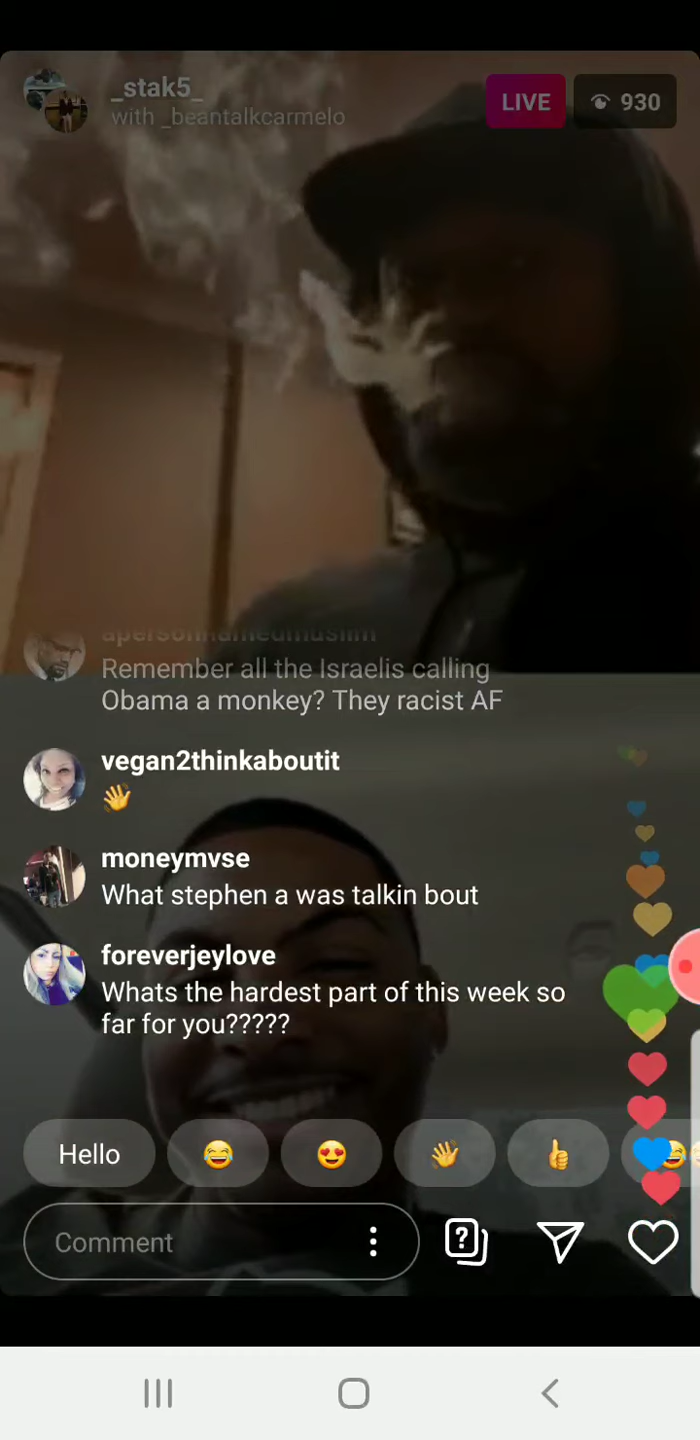 _stak5_
with _beantalkcarmelo
LIVE
930
apersonnamedmuslim
Remember all the Israelis calling
Obama a monkey? They racist AF
vegan2thinkaboutit
👋
moneymvse
What stephen a was talkin bout
foreverjeylove
Whats the hardest part of this week so
far for you?????
Hello 😂 😍 👋 👍 😂
Comment